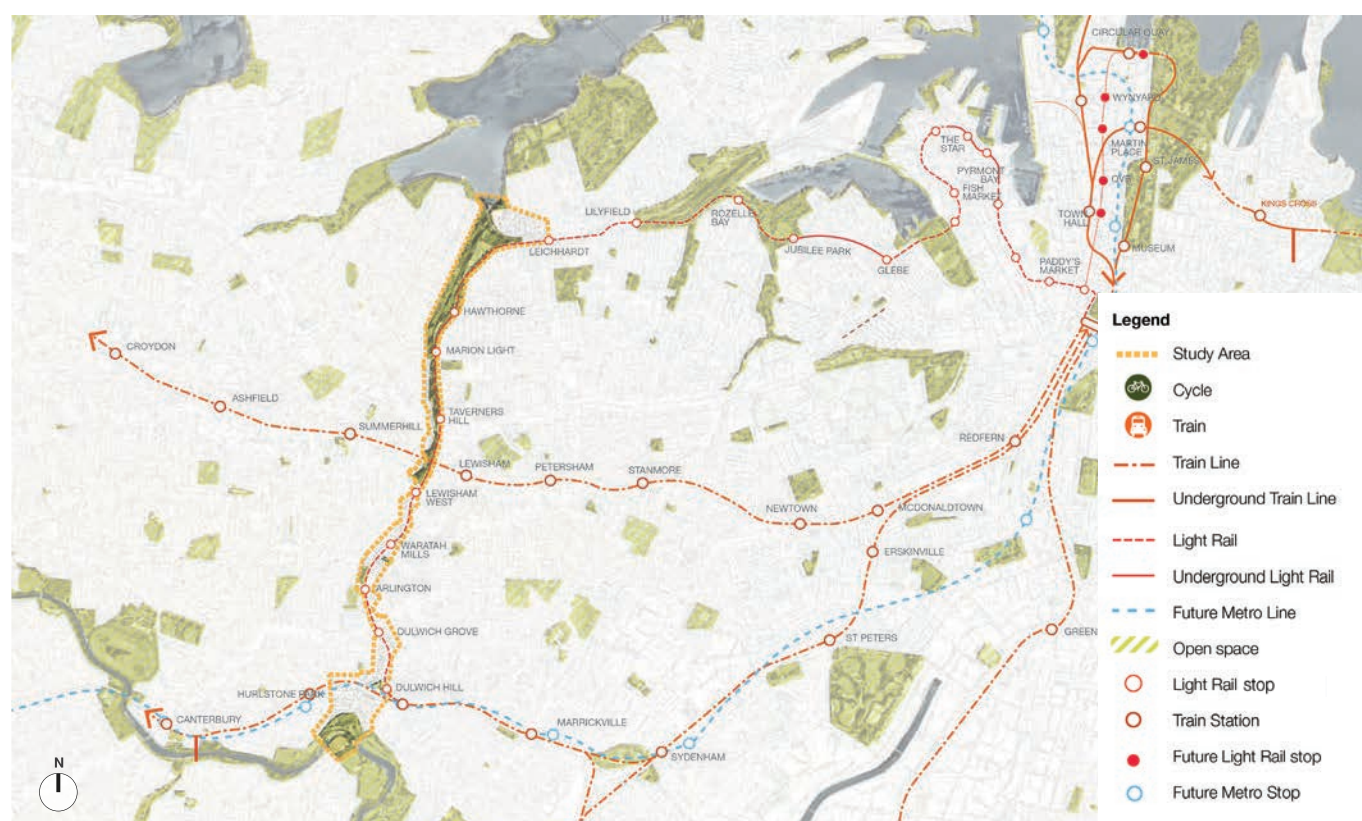 CIRCULAR QUAY
WYNYARD
MARTIN
PLACE
ST JAMES
QVB
KINGS CROSS
TOWN
HALL
MUSEUM
THE
STAR
PYRMONT
BAY
FISH
MARKET
PADDY'S
MARKET
LILYFIELD
ROZELLE
BAY
JUBILEE PARK
GLEBE
LEICHHARDT
HAWTHORNE
MARION LIGHT
CROYDON
ASHFIELD
SUMMERHILL
TAVERNERS
HILL
LEWISHAM
PETERSHAM
STANMORE
REDFERN
LEWISHAM
WEST
NEWTOWN
MCDONALDTOWN
WARATAH
MILLS
ERSKINVILLE
ARLINGTON
DULWICH GROVE
ST PETERS
GREEN
HURLSTONE PARK
DULWICH HILL
CANTERBURY
MARRICKVILLE
SYDENHAM
N
Legend
Study Area
Cycle
Train
Train Line
Underground Train Line
Light Rail
Underground Light Rail
Future Metro Line
Open space
Light Rail stop
Train Station
Future Light Rail stop
Future Metro Stop